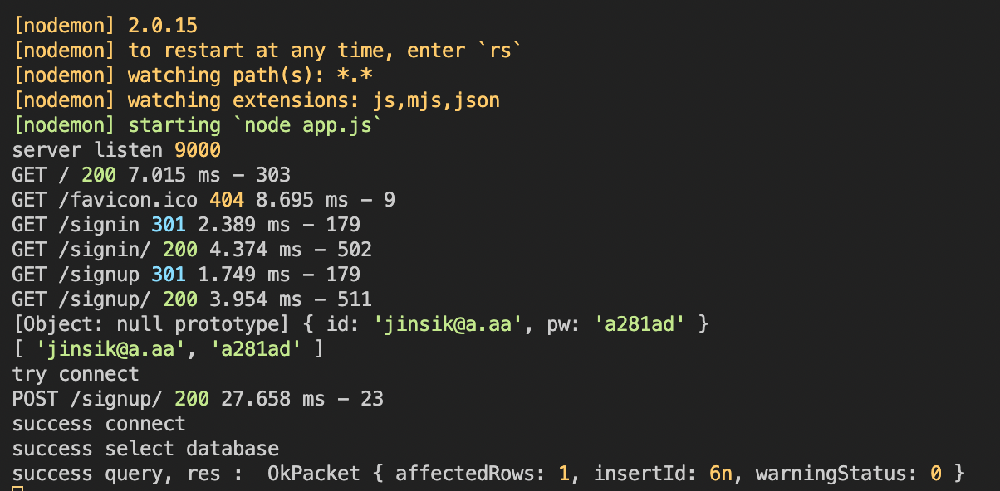 [nodemon] 2.0.15
[nodemon] to restart at any time, enter `rs`
[nodemon] watching path(s): *.*
[nodemon] watching extensions: js,mjs,json
[nodemon] starting `node app.js`
server listen 9000
GET / 200 7.015 ms - 303
GET /favicon.ico 404 8.695 ms - 9
GET /signin 301 2.389 ms - 179
GET /signin/ 200 4.374 ms - 502
GET /signup 301 1.749 ms - 179
GET /signup/ 200 3.954 ms - 511
[Object: null prototype] { id: 'jinsik@a.aa', pw: 'a281ad' }
[ 'jinsik@a.aa', 'a281ad' ]
try connect
POST /signup/ 200 27.658 ms - 23
success connect
success select database
success query, res :  OkPacket { affectedRows: 1, insertId: 6n, warningStatus: 0 }